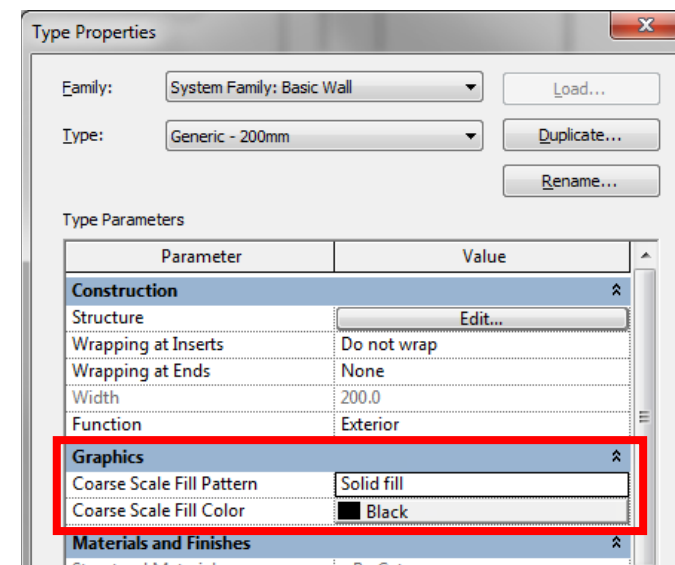 Type Properties
Family: System Family: Basic Wall Load...
Type: Generic - 200mm Duplicate...
Rename...
Type Parameters
Parameter Value
Construction
Structure Edit...
Wrapping at Inserts Do not wrap
Wrapping at Ends None
Width 200.0
Function Exterior
Graphics
Coarse Scale Fill Pattern Solid fill
Coarse Scale Fill Color Black
Materials and Finishes